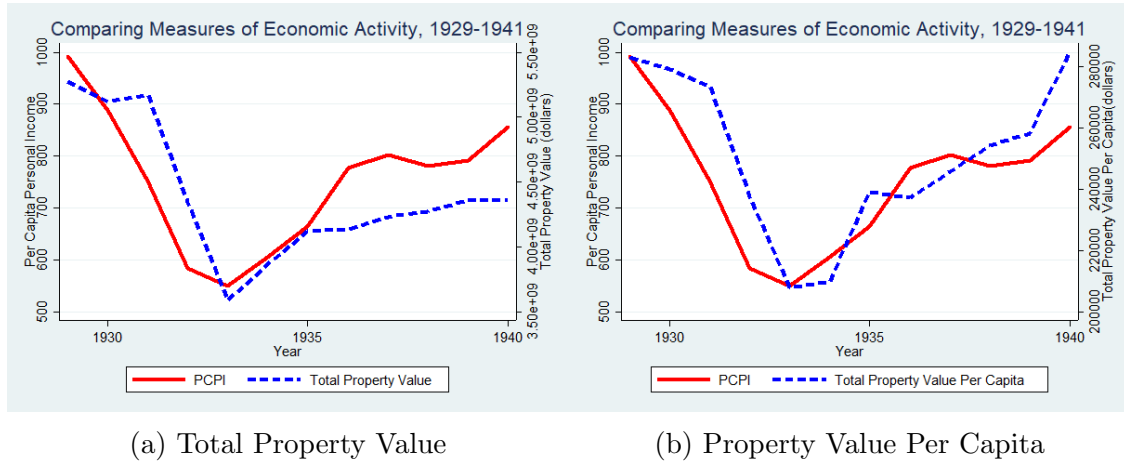 Comparing Measures of Economic Activity, 1929-1941
Per Capita Personal Income
1000
900
800
700
600
500
5.50e+09
5.00e+09
4.50e+09
4.00e+09
3.50e+09
Total Property Value (dollars)
1930
1935
1940
Year
PCPI
Total Property Value
(a) Total Property Value
Comparing Measures of Economic Activity, 1929-1941
Per Capita Personal Income
1000
900
800
700
600
500
280000
260000
240000
220000
200000
Total Property Value Per Capita(dollars)
1930
1935
1940
Year
PCPI
Total Property Value Per Capita
(b) Property Value Per Capita